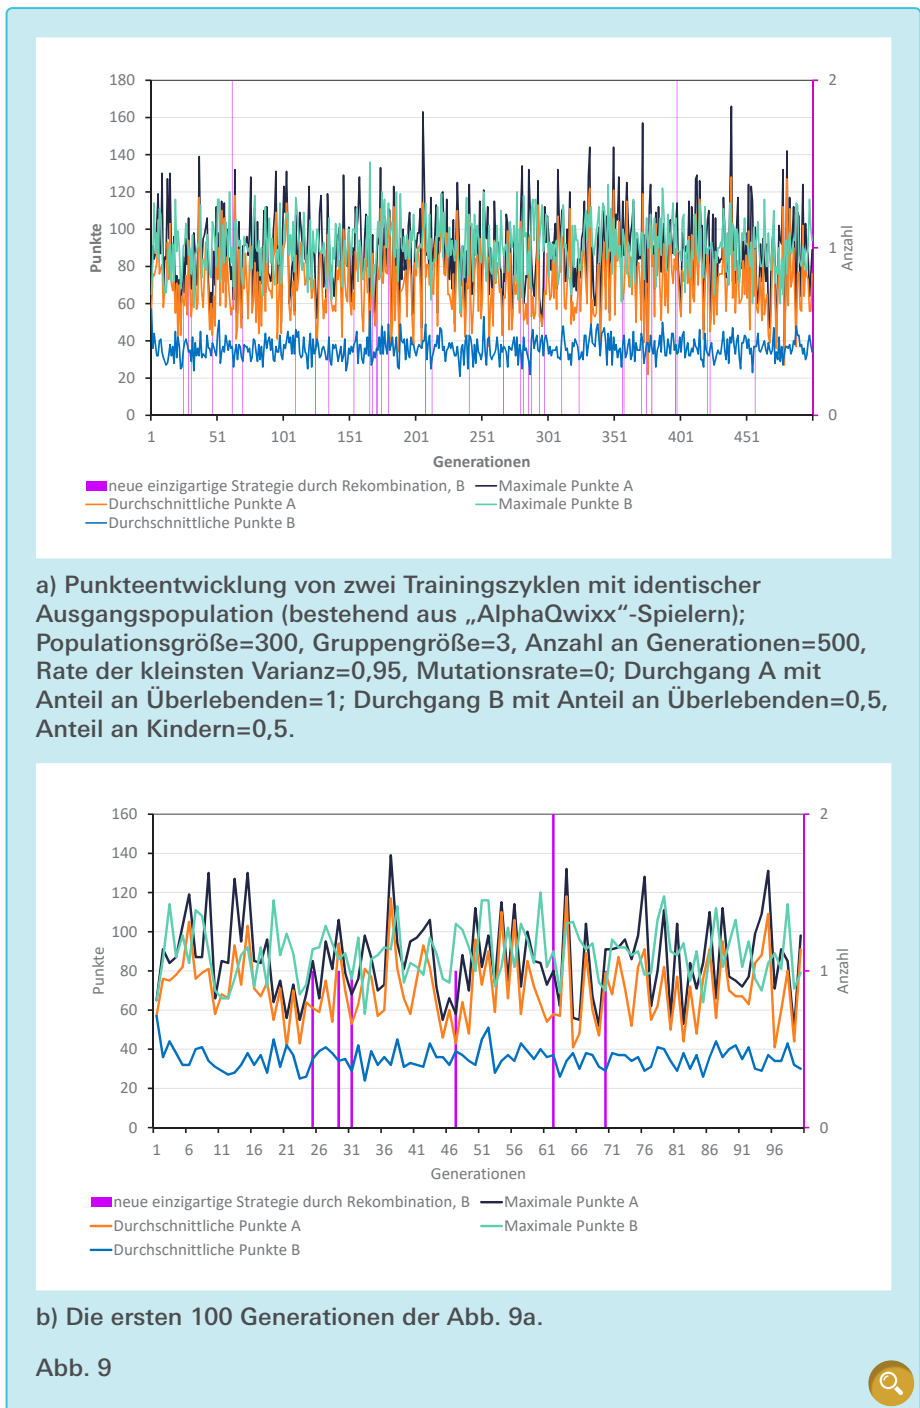 180
160
140
120
100
80
60
40
20
0
Punkte
2
1
0
Anzahl
1 51 101 151 201 251 301 351 401 451
Generationen
neue einzigartige Strategie durch Rekombination, B Maximale Punkte A
Durchschnittliche Punkte A Maximale Punkte B
Durchschnittliche Punkte B
a) Punkteentwicklung von zwei Trainingszyklen mit identischer
Ausgangspopulation (bestehend aus „AlphaQwixx“-Spielern);
Populationsgröße=300, Gruppengröße=3, Anzahl an Generationen=500,
Rate der kleinsten Varianz=0,95, Mutationsrate=0; Durchgang A mit
Anteil an Überlebenden=1; Durchgang B mit Anteil an Überlebenden=0,5,
Anteil an Kindern=0,5.
160
140
120
100
80
60
40
20
0
Punkte
2
1
0
Anzahl
1 6 11 16 21 26 31 36 41 46 51 56 61 66 71 76 81 86 91 96
Generationen
neue einzigartige Strategie durch Rekombination, B Maximale Punkte A
Durchschnittliche Punkte A Maximale Punkte B
Durchschnittliche Punkte B
b) Die ersten 100 Generationen der Abb. 9a.
Abb. 9